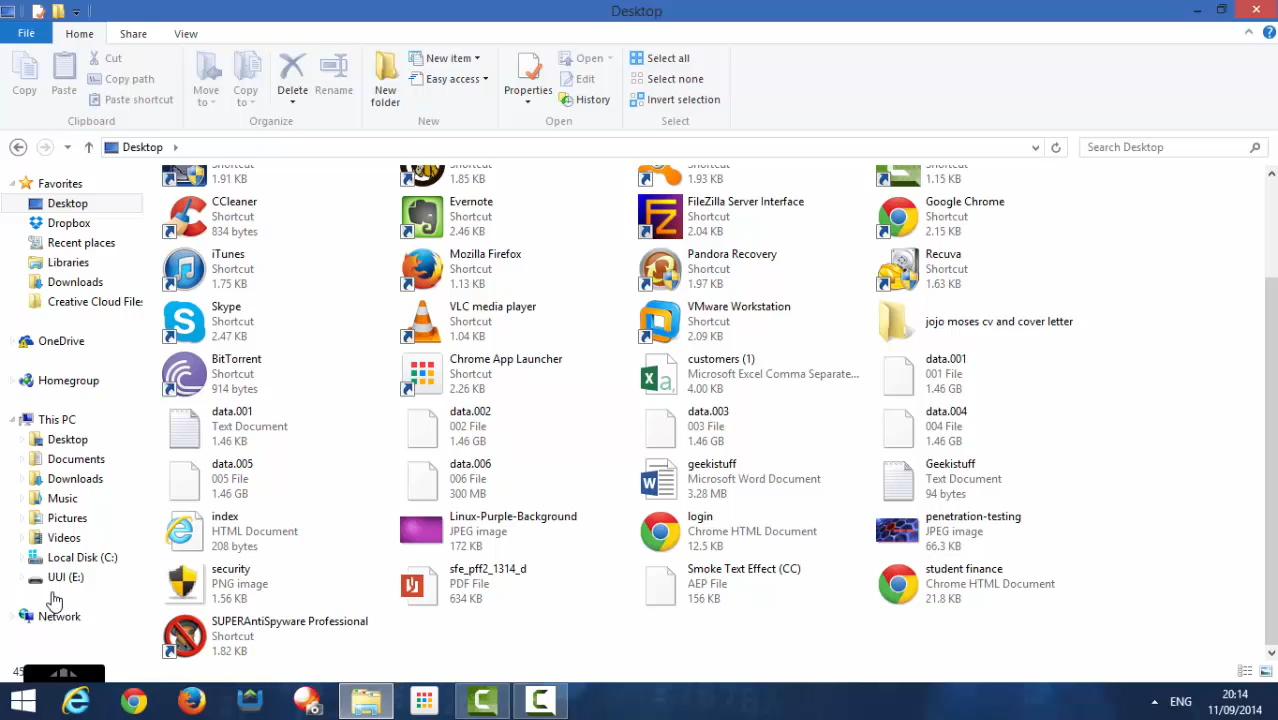 Desktop
File Home Share View
Copy
Paste
Cut
Copy path
Paste shortcut
Clipboard
Move to
Copy to
Delete
Rename
Organize
New folder
New item
Easy access
New
Properties
Open
Edit
History
Open
Select all
Select none
Invert selection
Select
Desktop
Search Desktop
Favorites
Desktop
Dropbox
Recent places
Libraries
Downloads
Creative Cloud Files
OneDrive
Homegroup
This PC
Desktop
Documents
Downloads
Music
Pictures
Videos
Local Disk (C:)
UUI (E:)
Network
Shortcut
1.91 KB
Shortcut
1.85 KB
Shortcut
1.93 KB
Shortcut
1.15 KB
CCleaner
Shortcut
834 bytes
Evernote
Shortcut
2.46 KB
FileZilla Server Interface
Shortcut
2.04 KB
Google Chrome
Shortcut
2.15 KB
iTunes
Shortcut
1.75 KB
Mozilla Firefox
Shortcut
1.13 KB
Pandora Recovery
Shortcut
1.97 KB
Recuva
Shortcut
1.63 KB
Skype
Shortcut
2.47 KB
VLC media player
Shortcut
1.04 KB
VMware Workstation
Shortcut
2.09 KB
jojo moses cv and cover letter
BitTorrent
Shortcut
914 bytes
Chrome App Launcher
Shortcut
2.26 KB
customers (1)
Microsoft Excel Comma Separate...
4.00 KB
data.001
001 File
1.46 GB
data.001
Text Document
1.46 KB
data.002
002 File
1.46 GB
data.003
003 File
1.46 GB
data.004
004 File
1.46 GB
data.005
005 File
1.46 GB
data.006
006 File
300 MB
geekistuff
Microsoft Word Document
3.28 MB
Geekistuff
Text Document
94 bytes
index
HTML Document
208 bytes
Linux-Purple-Background
JPEG image
172 KB
login
Chrome HTML Document
12.5 KB
penetration-testing
JPEG image
66.3 KB
security
PNG image
1.56 KB
sfe_pff2_1314_d
PDF File
634 KB
Smoke Text Effect (CC)
AEP File
156 KB
student finance
Chrome HTML Document
21.8 KB
SUPERAntiSpyware Professional
Shortcut
1.82 KB
ENG
20:14
11/09/2014